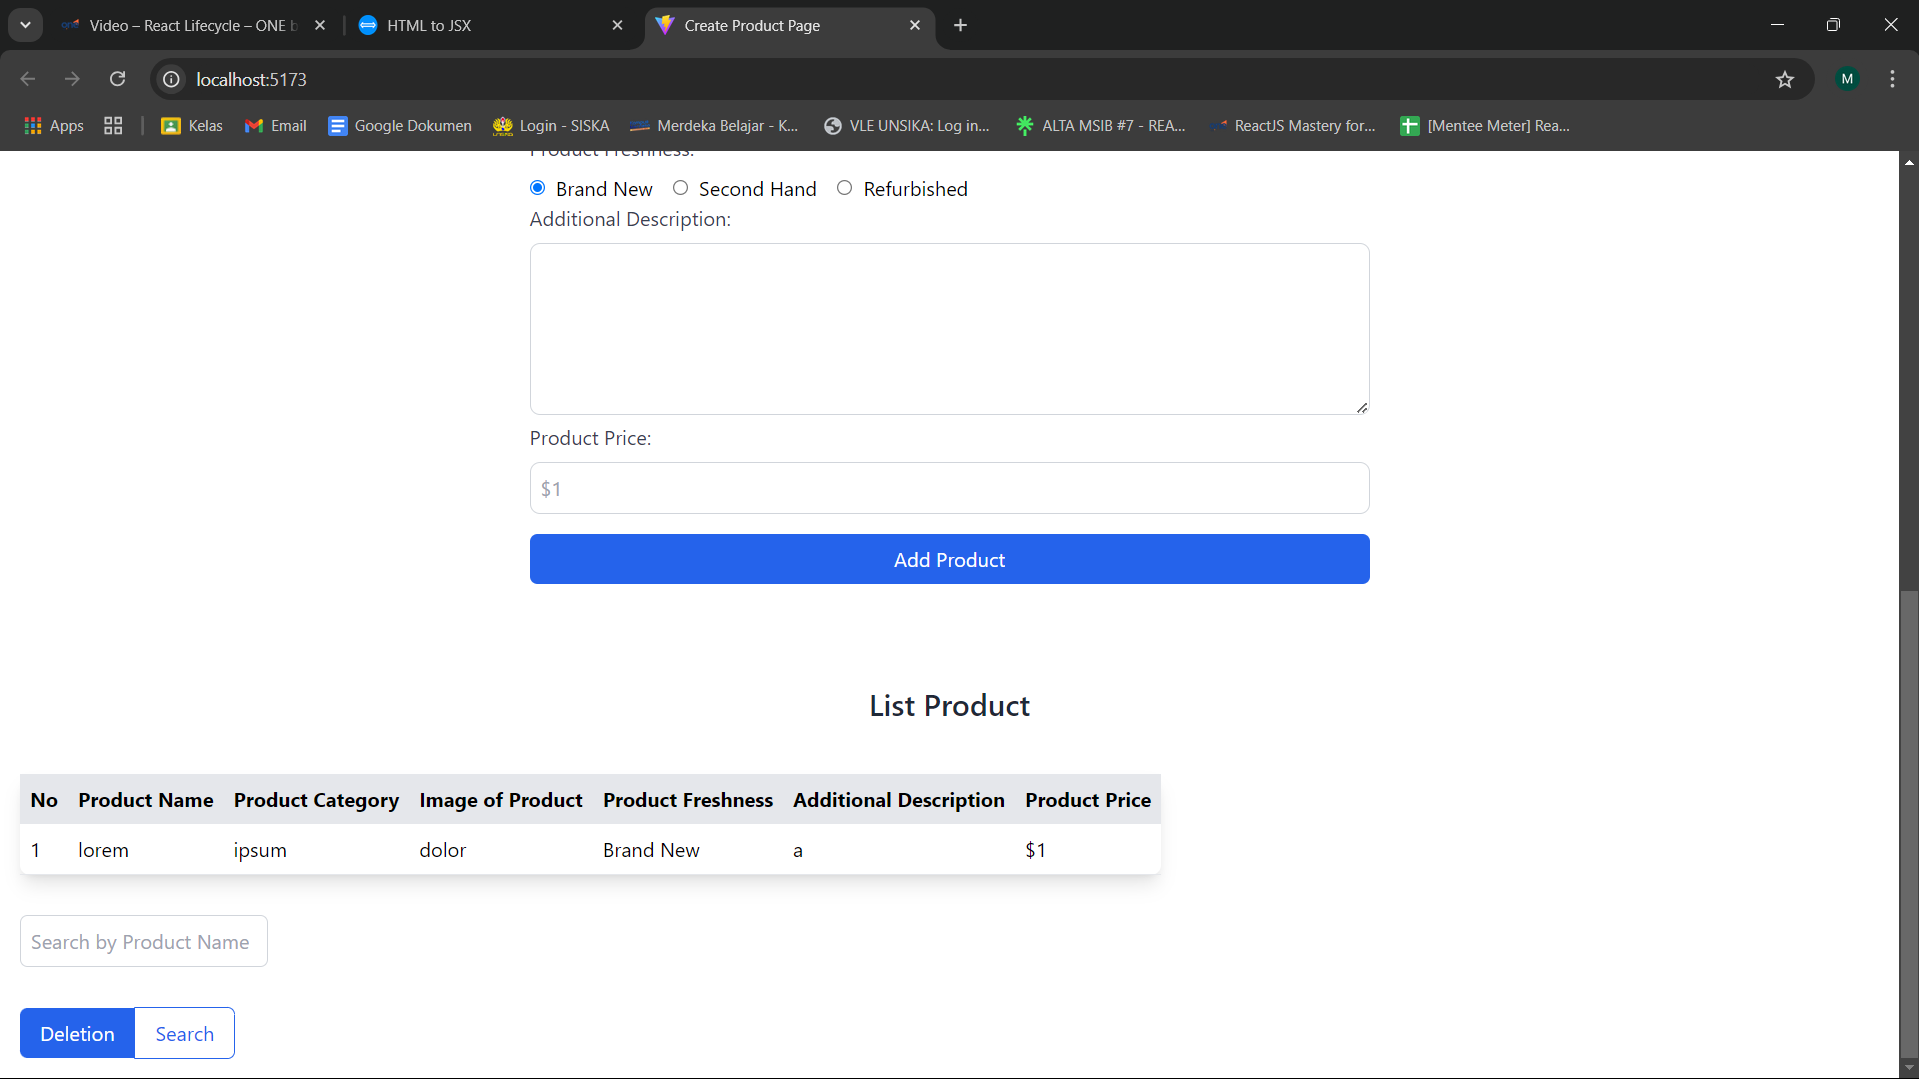 Video – React Lifecycle – ONE b
HTML to JSX
Create Product Page
localhost:5173
M
Apps
Kelas
Email
Google Dokumen
Login - SISKA
Merdeka Belajar - K...
VLE UNSIKA: Log in...
ALTA MSIB #7 - REA...
ReactJS Mastery for...
[Mentee Meter] Rea...
Product Freshness:
Brand New Second Hand Refurbished
Additional Description:
Product Price:
$1
Add Product
List Product
No Product Name Product Category Image of Product Product Freshness Additional Description Product Price
1 lorem ipsum dolor Brand New a $1
Search by Product Name
Deletion Search